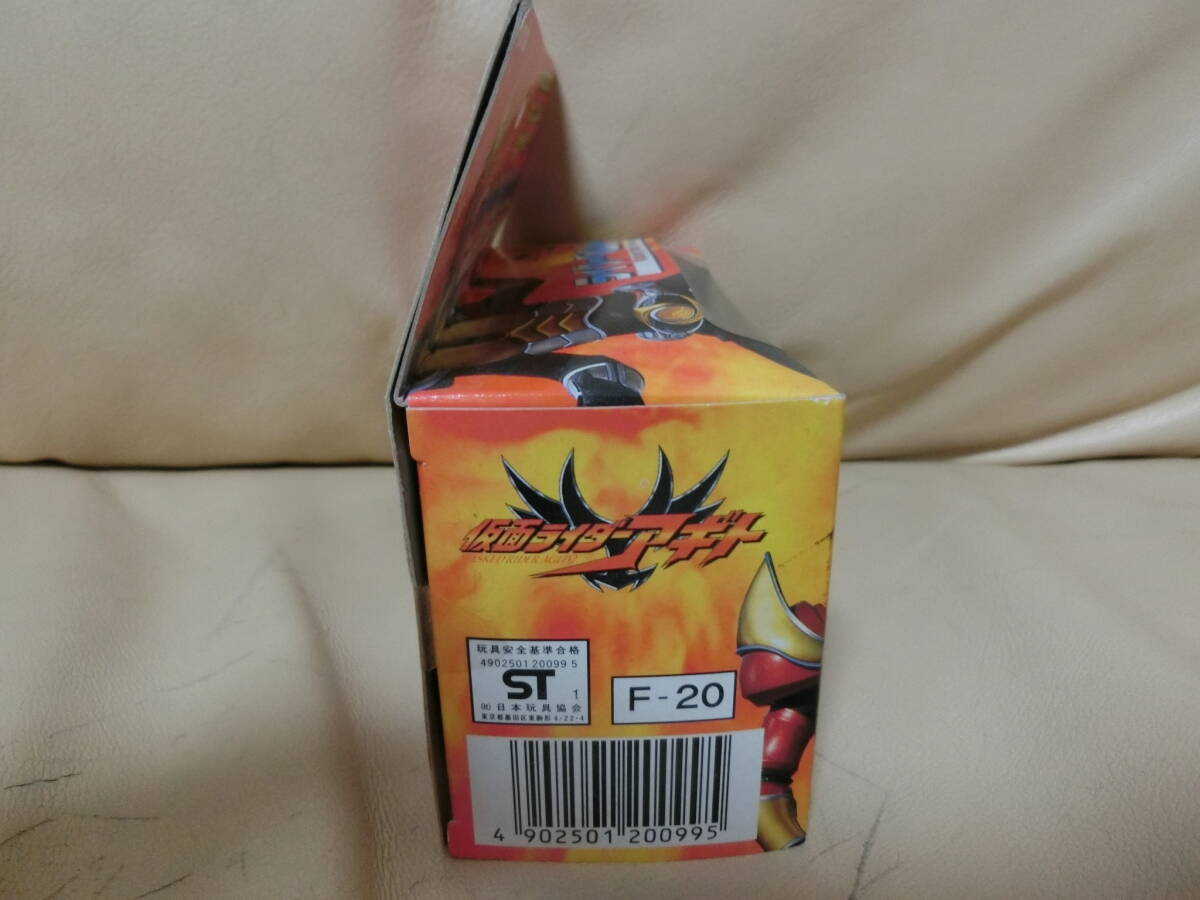 仮面ライダーアギト
MASKED RIDER AGITO
玩具安全基準合格
4902501200995
ST 1
(社)日本玩具協会
東京都墨田区東駒形4-22-4
F-20
4 902501 200995